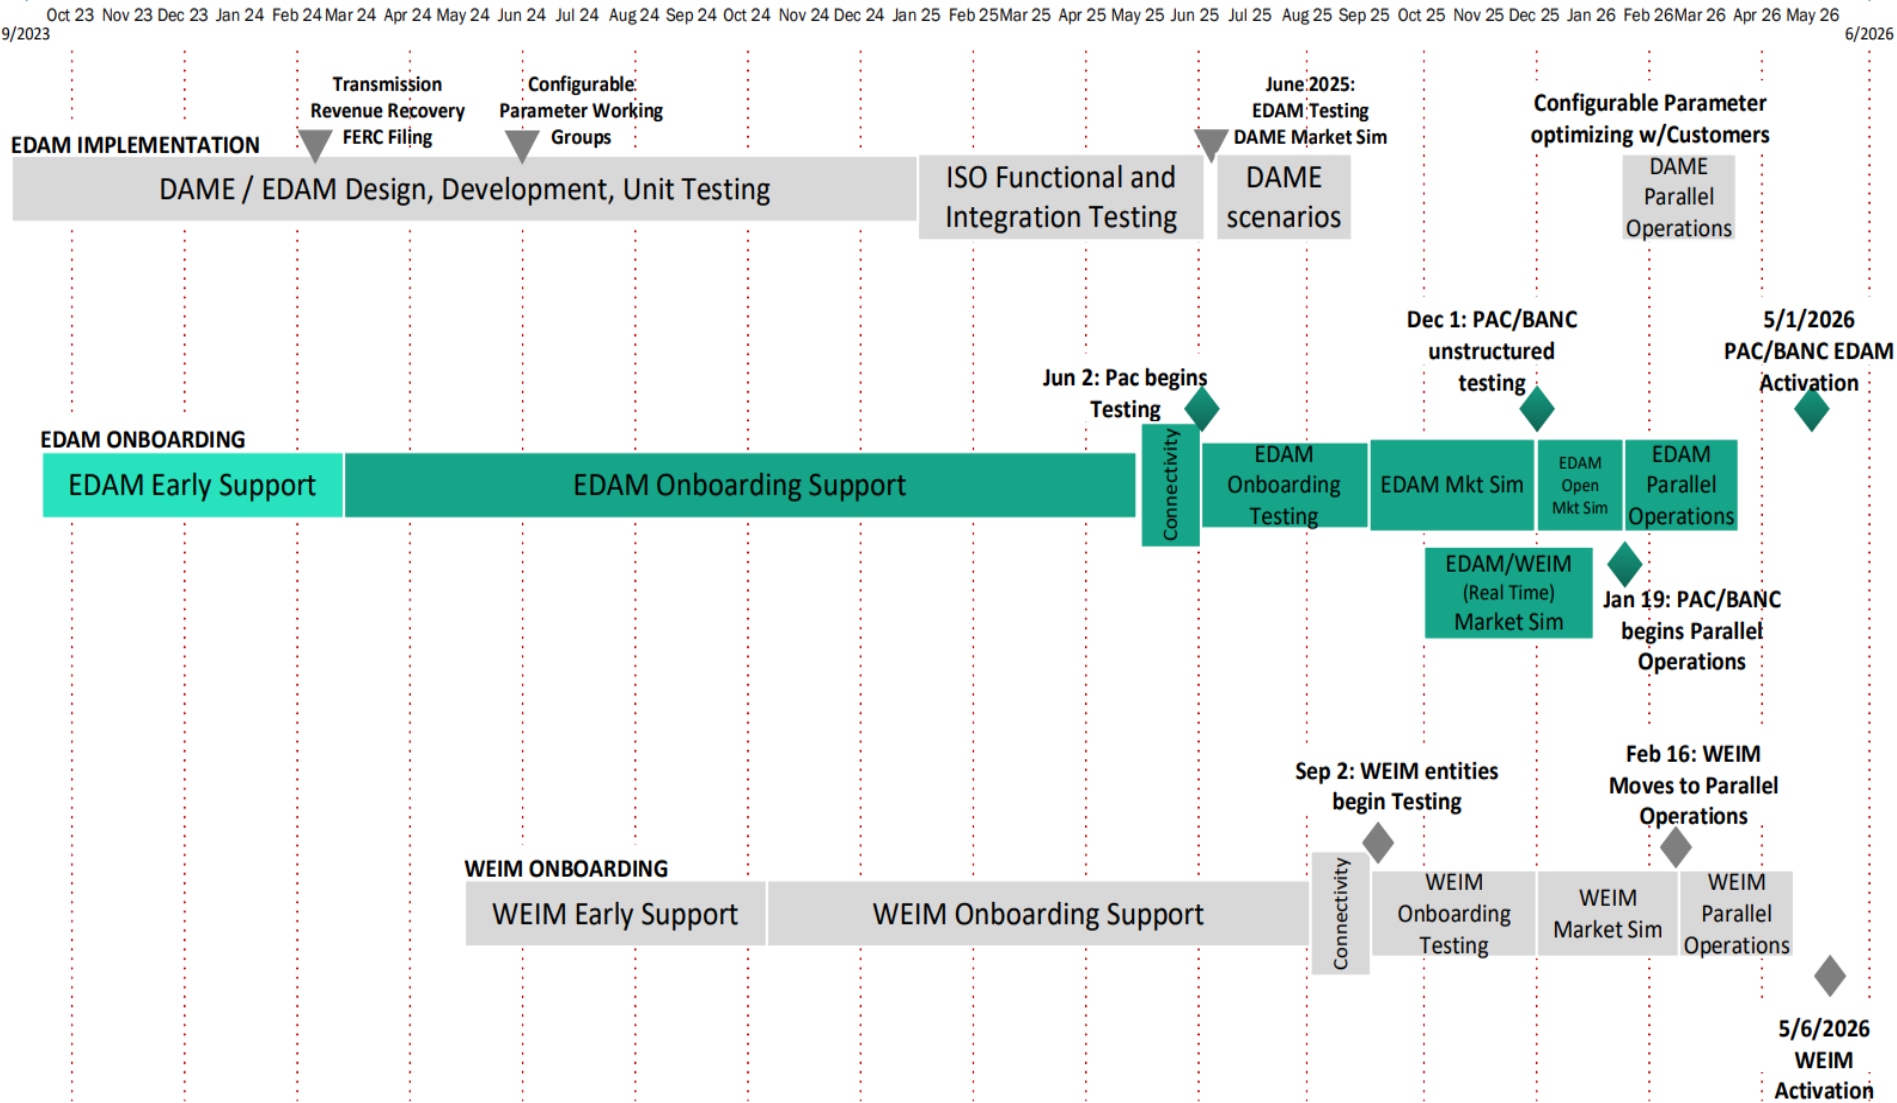 Oct 23 Nov 23 Dec 23 Jan 24 Feb 24 Mar 24 Apr 24 May 24 Jun 24 Jul 24 Aug 24 Sep 24 Oct 24 Nov 24 Dec 24 Jan 25 Feb 25 Mar 25 Apr 25 May 25 Jun 25 Jul 25 Aug 25 Sep 25 Oct 25 Nov 25 Dec 25 Jan 26 Feb 26 Mar 26 Apr 26 May 26
9/2023
6/2026
Transmission
Revenue Recovery
FERC Filing
Configurable
Parameter Working
Groups
June 2025:
EDAM Testing
DAME Market Sim
Configurable Parameter
optimizing w/Customers
EDAM IMPLEMENTATION
DAME / EDAM Design, Development, Unit Testing
ISO Functional and
Integration Testing
DAME
scenarios
DAME
Parallel
Operations
Jun 2: Pac begins
Testing
Dec 1: PAC/BANC
unstructured
testing
5/1/2026
PAC/BANC EDAM
Activation
EDAM ONBOARDING
EDAM Early Support
EDAM Onboarding Support
Connectivity
EDAM
Onboarding
Testing
EDAM Mkt Sim
EDAM
Open
Mkt Sim
EDAM
Parallel
Operations
EDAM/WEIM
(Real Time)
Market Sim
Jan 19: PAC/BANC
begins Parallel
Operations
Sep 2: WEIM entities
begin Testing
Feb 16: WEIM
Moves to Parallel
Operations
WEIM ONBOARDING
WEIM Early Support
WEIM Onboarding Support
Connectivity
WEIM
Onboarding
Testing
WEIM
Market Sim
WEIM
Parallel
Operations
5/6/2026
WEIM
Activation